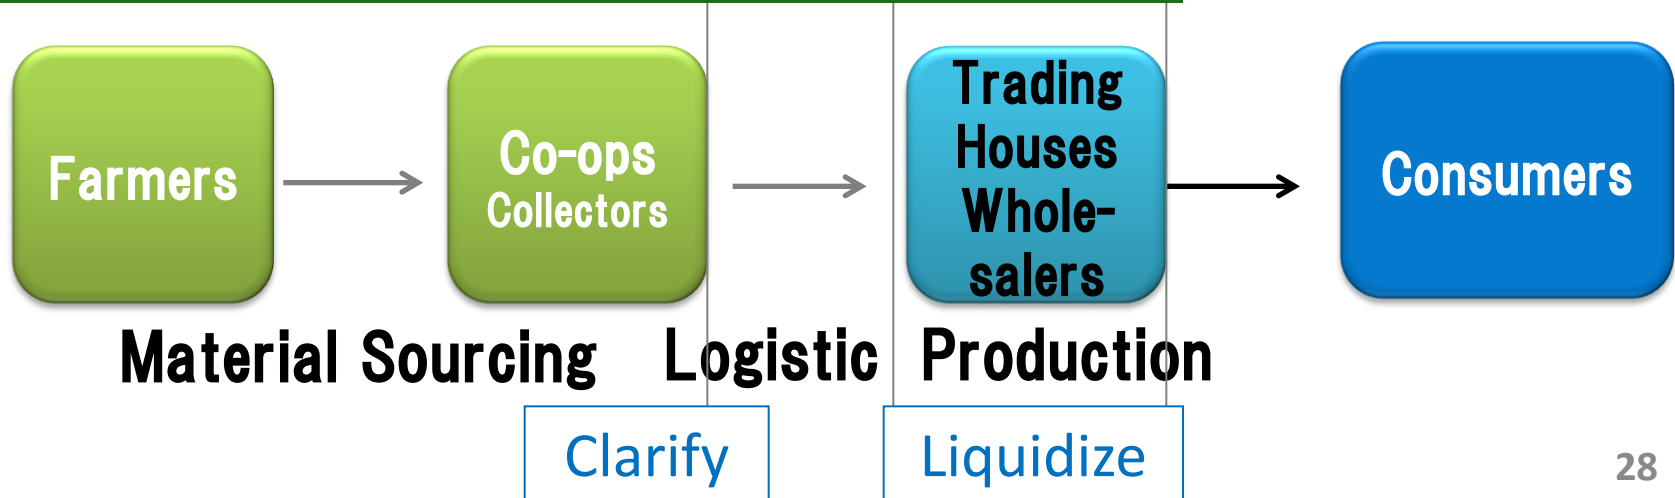 Farmers
Co-ops
Collectors
Trading
Houses
Whole-
salers
Consumers
Material Sourcing
Logistic
Production
Clarify
Liquidize
28